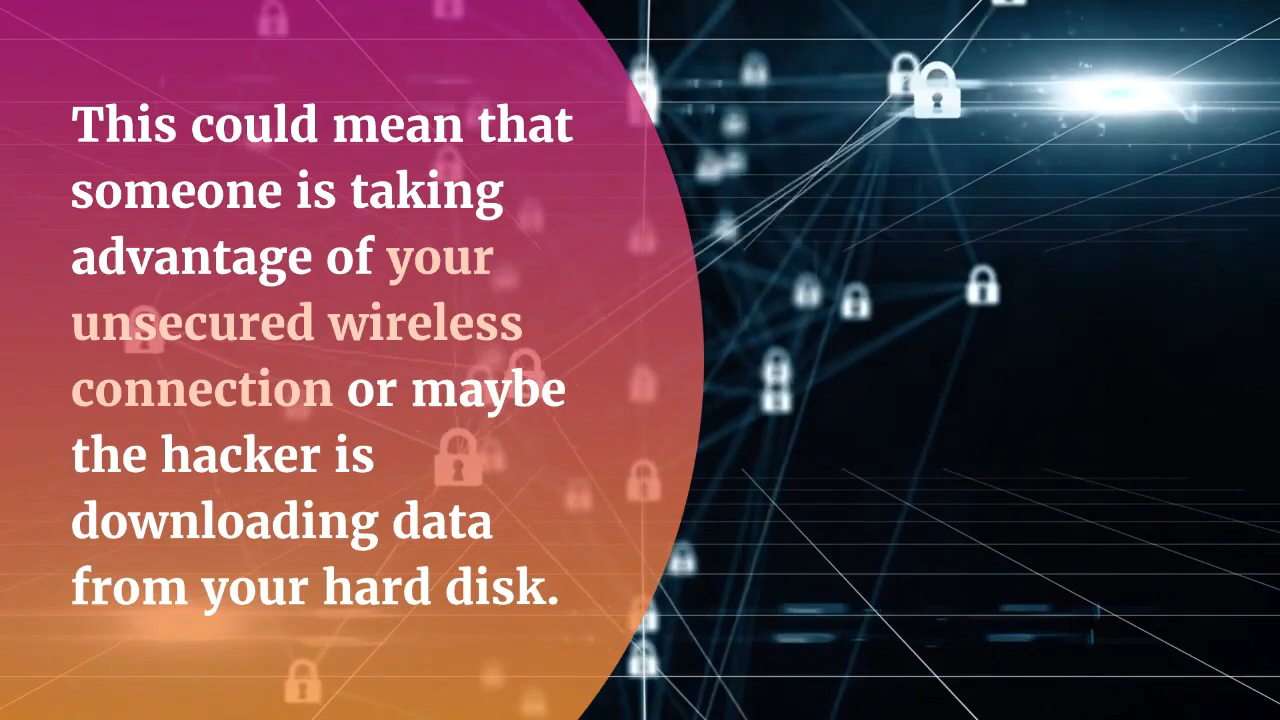 This could mean that
someone is taking
advantage of your
unsecured wireless
connection or maybe
the hacker is
downloading data
from your hard disk.